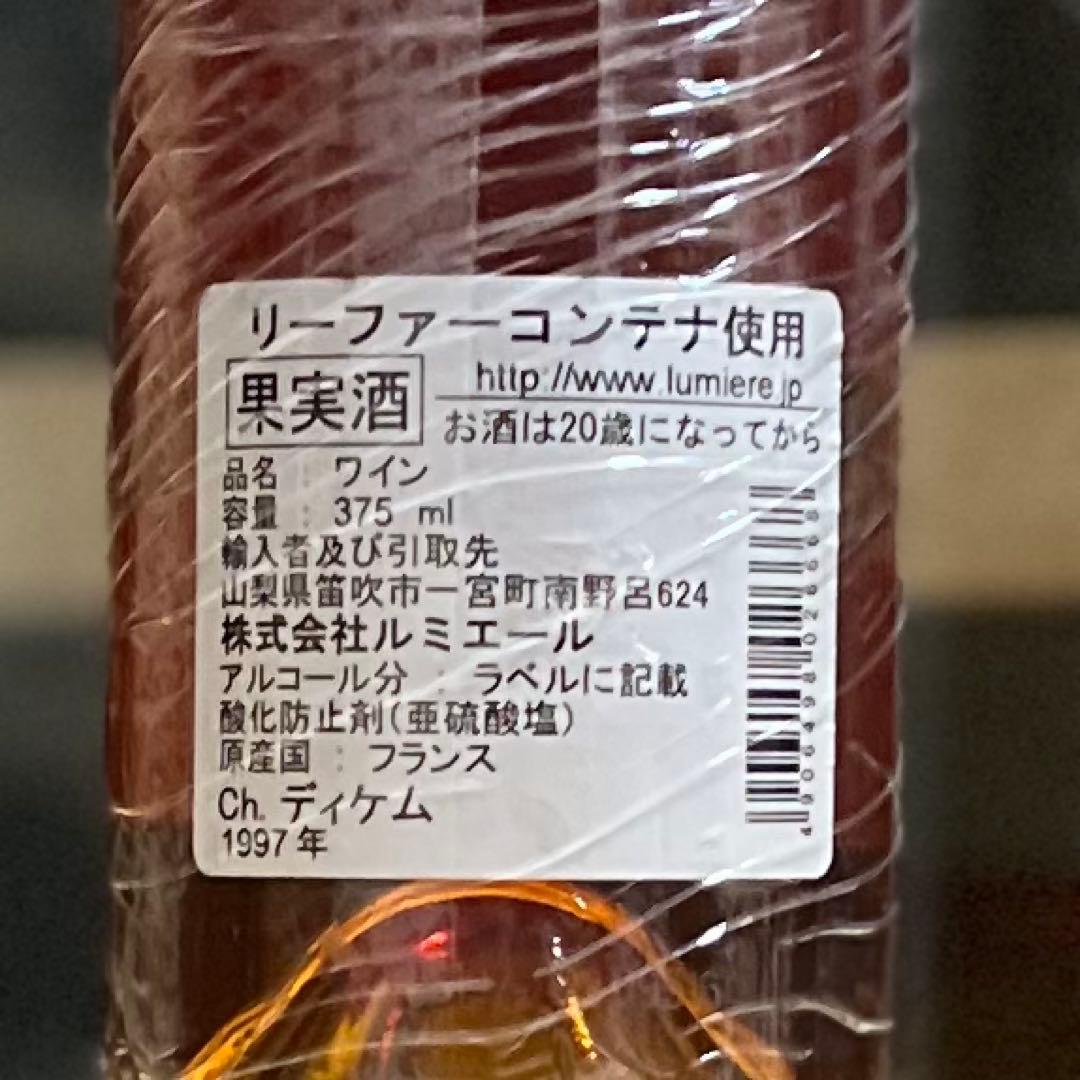 リーファーコンテナ使用
果実酒
http://www.lumiere.jp
お酒は20歳になってから
品名 : ワイン
容量 : 375 ml
輸入者及び引取先
山梨県笛吹市一宮町南野呂624
株式会社ルミエール
アルコール分 : ラベルに記載
酸化防止剤(亜硫酸塩)
原産国 : フランス
Ch. ディケム
1997年